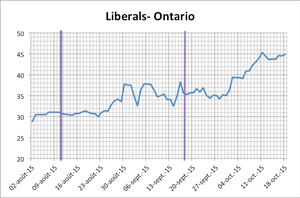 Liberals- Ontario
50
45
40
35
30
25
20
02-août-15
09-août-15
16-août-15
23-août-15
30-août-15
06-sept.-15
13-sept.-15
20-sept.-15
27-sept.-15
04-oct.-15
11-oct.-15
18-oct.-15